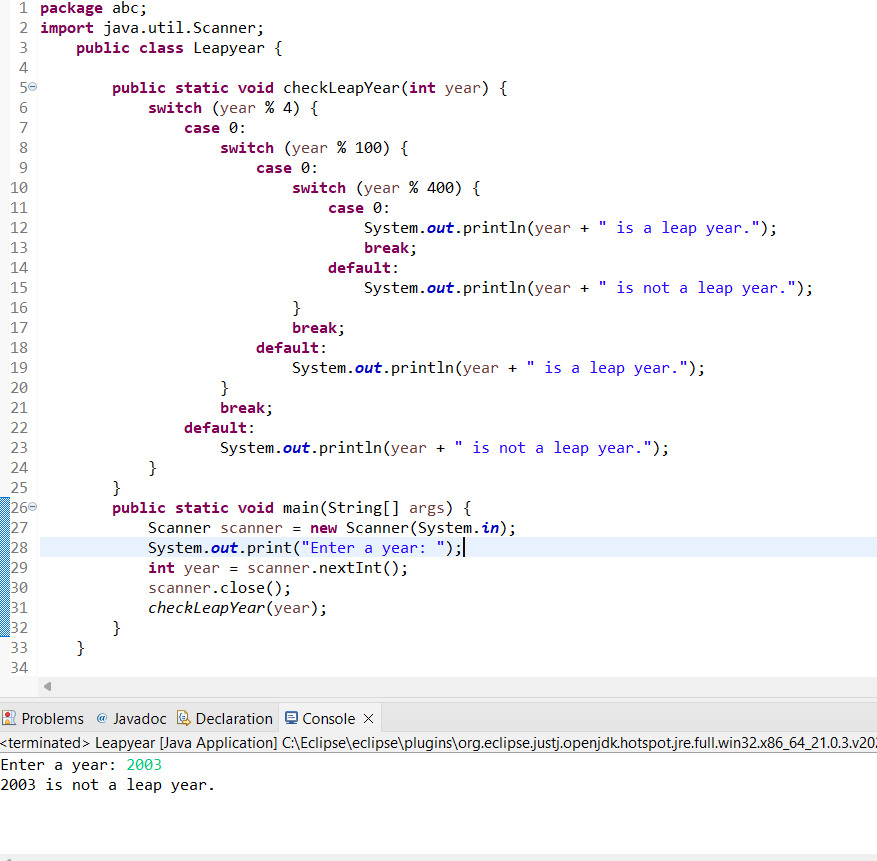 1 package abc;
2 import java.util.Scanner;
3     public class Leapyear {
4
5         public static void checkLeapYear(int year) {
6             switch (year % 4) {
7                 case 0:
8                     switch (year % 100) {
9                         case 0:
10                             switch (year % 400) {
11                                 case 0:
12                                     System.out.println(year + " is a leap year.");
13                                     break;
14                                 default:
15                                     System.out.println(year + " is not a leap year.");
16                             }
17                             break;
18                         default:
19                             System.out.println(year + " is a leap year.");
20                     }
21                     break;
22                 default:
23                     System.out.println(year + " is not a leap year.");
24             }
25         }
26         public static void main(String[] args) {
27             Scanner scanner = new Scanner(System.in);
28             System.out.print("Enter a year: ");
29             int year = scanner.nextInt();
30             scanner.close();
31             checkLeapYear(year);
32         }
33     }
34
Problems @ Javadoc Declaration Console
<terminated> Leapyear [Java Application] C:\Eclipse\eclipse\plugins\org.eclipse.justj.openjdk.hotspot.jre.full.win32.x86_64_21.0.3.v202
Enter a year: 2003
2003 is not a leap year.